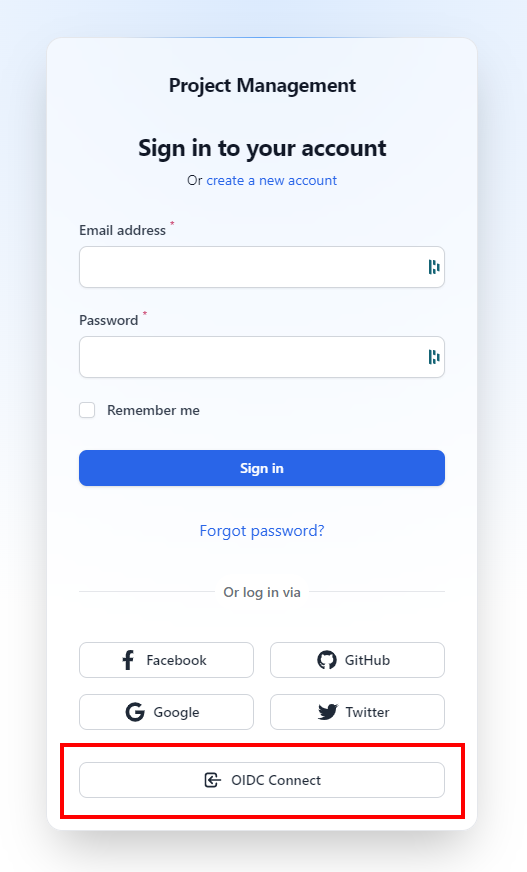 Project Management
Sign in to your account
Or create a new account
Email address *
Password *
Remember me
Sign in
Forgot password?
Or log in via
Facebook
GitHub
Google
Twitter
OIDC Connect